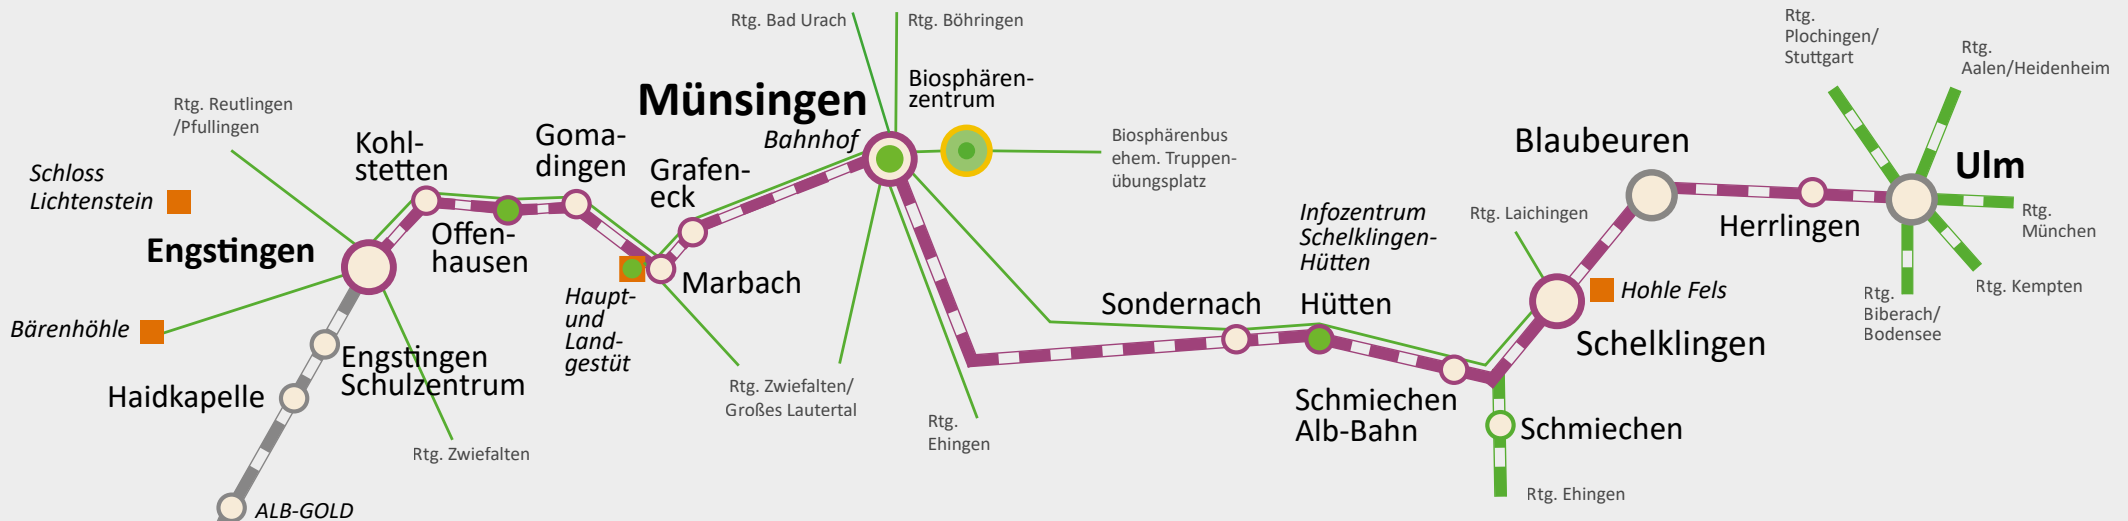 Rtg. Bad Urach
Rtg. Böhringen
Rtg.
Plochingen/
Stuttgart
Rtg.
Aalen/Heidenheim
Münsingen
Bahnhof
Biosphären-
zentrum
Rtg. Reutlingen
/Pfullingen
Kohl-
stetten
Goma-
dingen
Grafen-
eck
Biosphärenbus
ehem. Truppen-
übungsplatz
Blaubeuren
Ulm
Schloss
Lichtenstein
Engstingen
Offen-
hausen
Marbach
Haupt-
und
Land-
gestüt
Infozentrum
Schelklingen-
Hütten
Rtg. Laichingen
Herrlingen
Rtg.
München
Bärenhöhle
Sondernach
Hütten
Hohle Fels
Schelklingen
Rtg.
Biberach/
Bodensee
Rtg. Kempten
Engstingen
Schulzentrum
Haidkapelle
Rtg. Zwiefalten/
Großes Lautertal
Rtg.
Ehingen
Schmiechen
Alb-Bahn
Schmiechen
Rtg. Zwiefalten
Rtg. Ehingen
ALB-GOLD